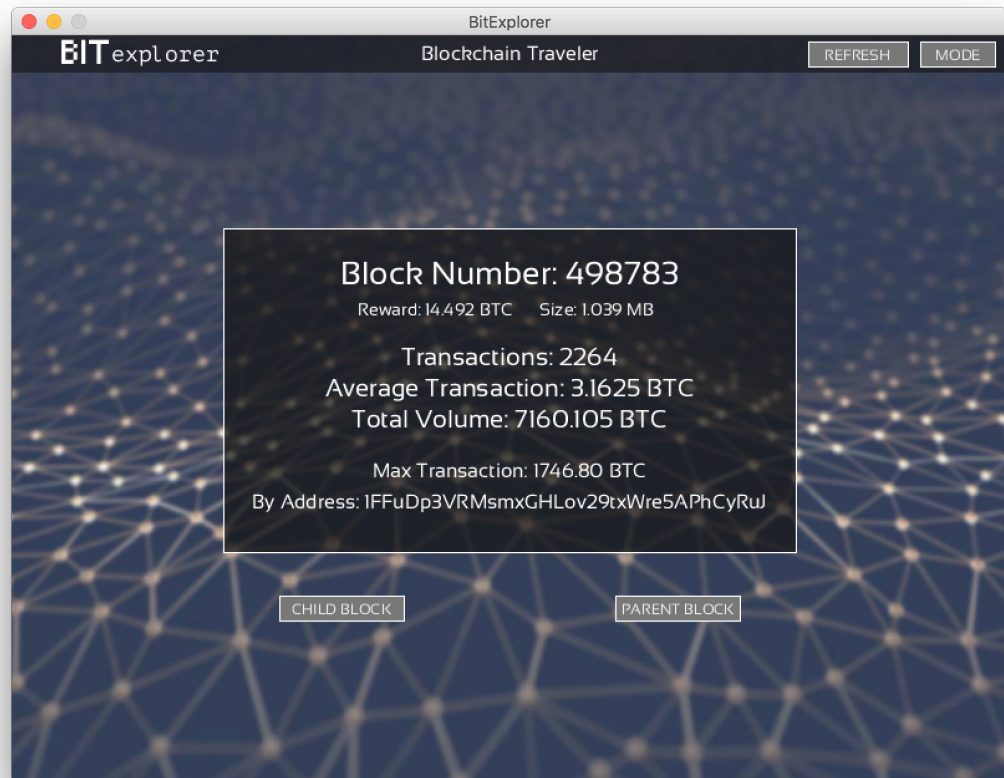 BitExplorer
BIT explorer
Blockchain Traveler
REFRESH
MODE
Block Number: 498783
Reward: 14.492 BTC Size: 1.039 MB
Transactions: 2264
Average Transaction: 3.1625 BTC
Total Volume: 7160.105 BTC
Max Transaction: 1746.80 BTC
By Address: 1FFuDp3VRMsmxGHLov29txWre5APhCyRuJ
CHILD BLOCK
PARENT BLOCK